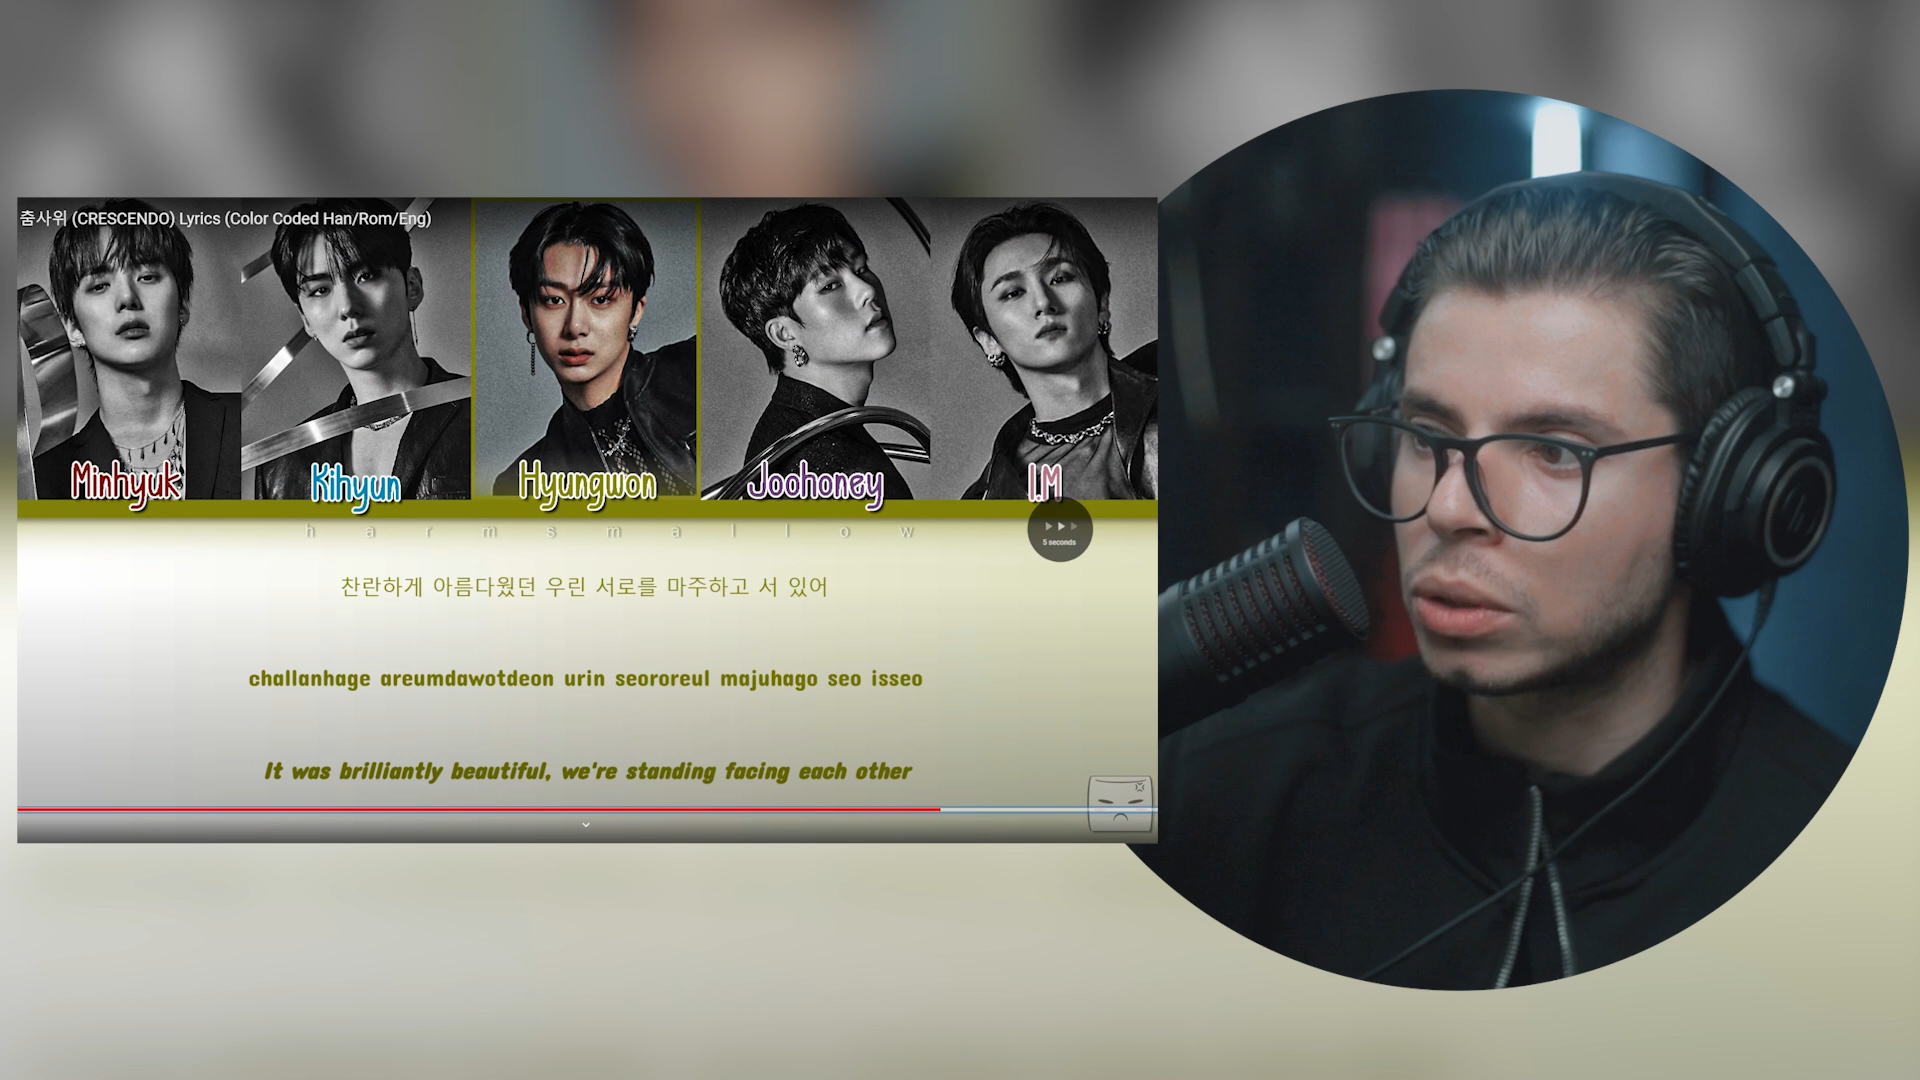 춤사위 (CRESCENDO) Lyrics (Color Coded Han/Rom/Eng)
Minhyuk
Kihyun
Hyungwon
Joohoney
I.M
harmsmallow
5 seconds
찬란하게 아름다웠던 우린 서로를 마주하고 서 있어
challanhage areumdawotdeon urin seororeul majuhago seo isseo
It was brilliantly beautiful, we're standing facing each other